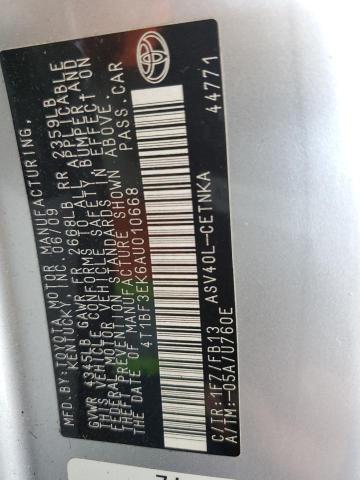 MFD.BY:TOYOTA MOTOR MANUFACTURING,
KENTUCKY, INC. 06/09
GVWR 4345LB GAWR FR 2668LB RR 2359LB
THIS VEHICLE CONFORMS TO ALL APPLICABLE
FEDERAL MOTOR VEHICLE SAFETY, BUMPER, AND
THEFT PREVENTION STANDARDS IN EFFECT ON
THE DATE OF MANUFACTURE SHOWN ABOVE.
4T1BF3EK6AU010668 PASS.CAR
C/TR:1F7/FB13 ASV40L-CETNKA
A/TM:-05A/U760E 44771